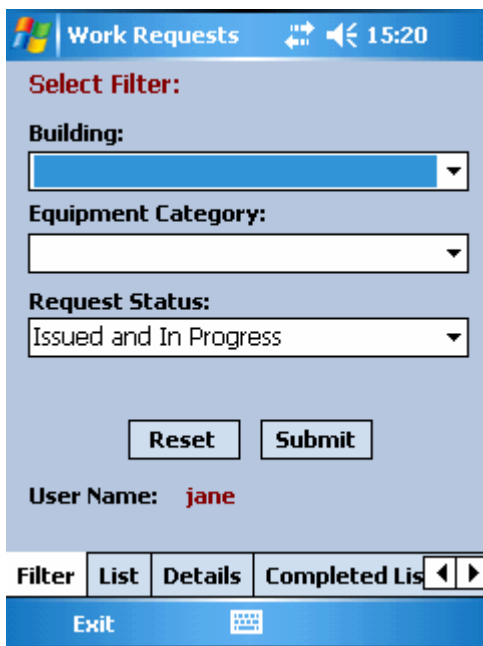 Work Requests 15:20
Select Filter:
Building:
Equipment Category:
Request Status:
Issued and In Progress
Reset Submit
User Name: jane
Filter List Details Completed Lis
Exit